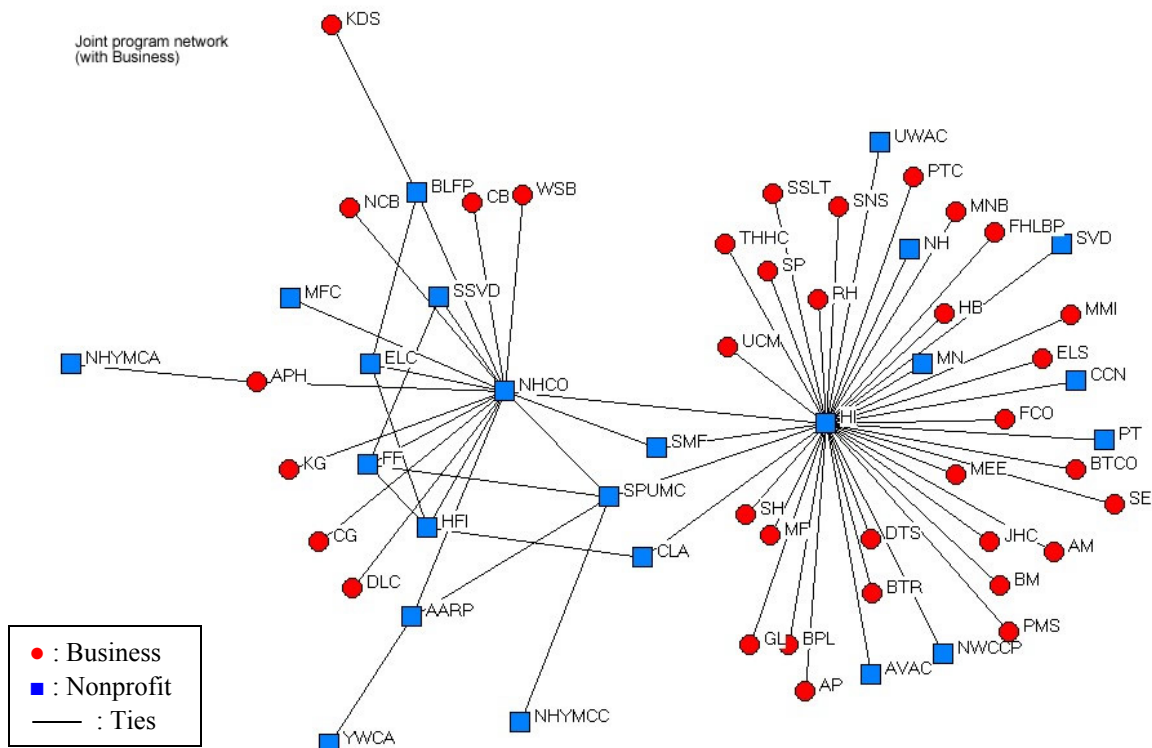 KDS
Joint program network
(with Business)
UWAC
PTC
BLFP
CB
WSB
SSLT
NCB
SNS
MNB
FHLBP
THHC
NH
SVD
SP
MFC
SSVD
RH
HB
MMI
UCM
ELS
NHYMCA
ELC
MN
APH
CCN
NHCO
HI
FCO
SMF
PT
KG
FF
MEE
BTCO
SPUMC
SE
SH
HFI
MF
CG
DTS
JHC
AM
CLA
DLC
BTR
BM
AARP
PMS
GL
BPL
NWCCP
AVAC
AP
NHYMCC
YWCA
: Business
: Nonprofit
: Ties